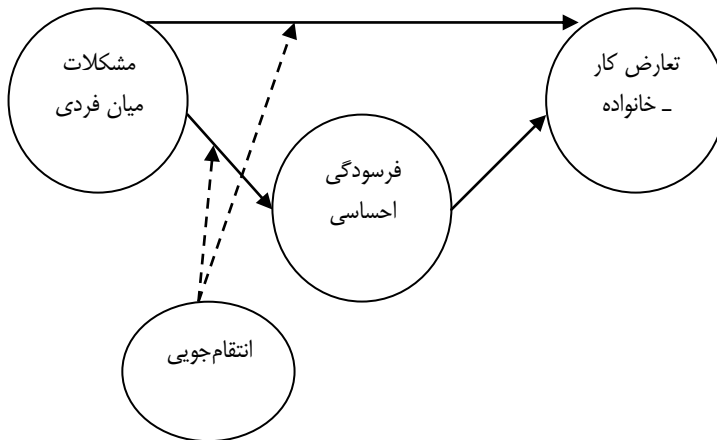 مشکلات
میان فردی
تعارض کار
ـ خانواده
فرسودگی
احساسی
انتقام‌جویی